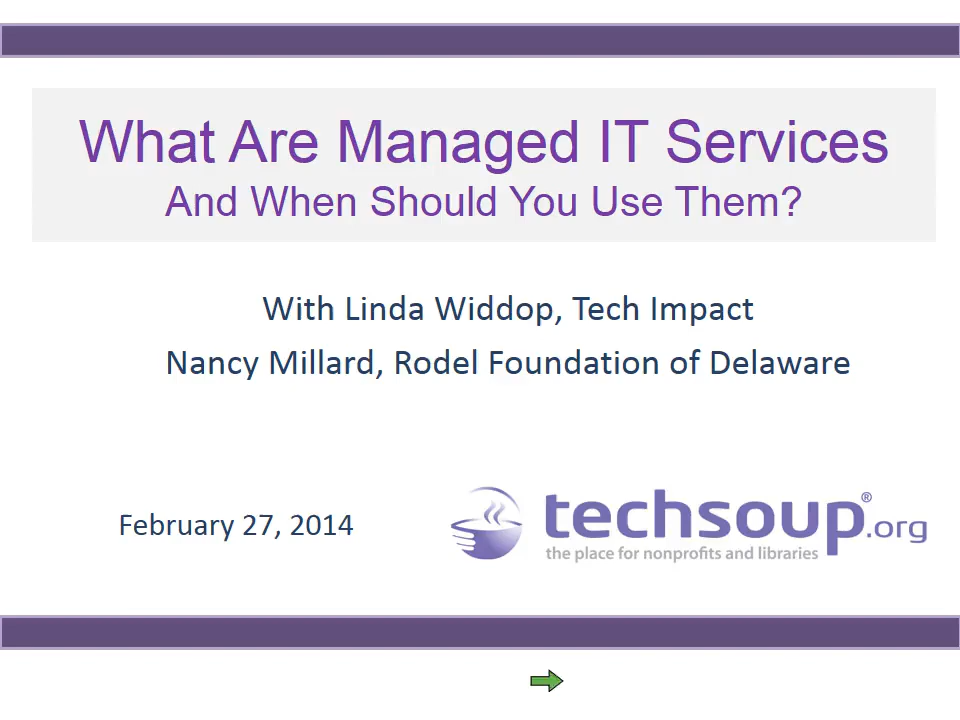 What Are Managed IT Services
And When Should You Use Them?
With Linda Widdop, Tech Impact
Nancy Millard, Rodel Foundation of Delaware
February 27, 2014
techsoup®.org
the place for nonprofits and libraries